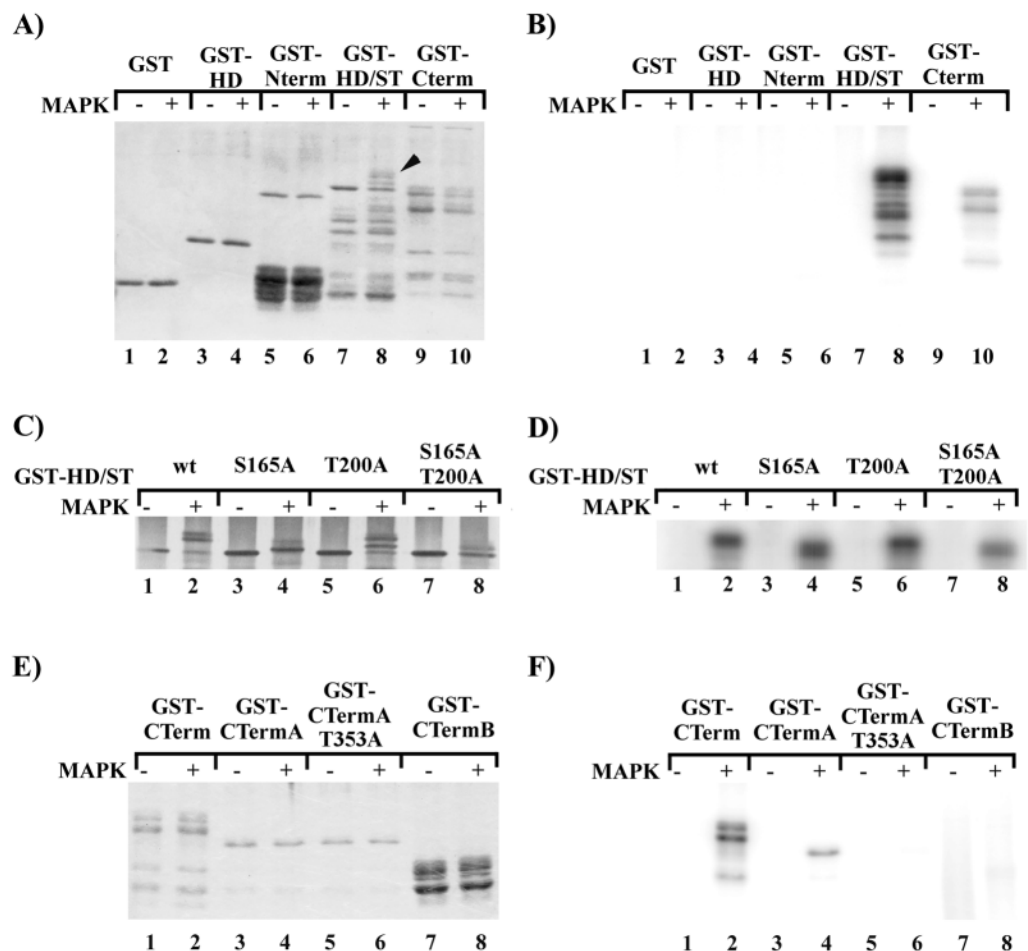 A)
GST GST-HD GST-Nterm GST-HD/ST GST-Cterm
MAPK - + - + - + - + - +
1 2 3 4 5 6 7 8 9 10
B)
GST GST-HD GST-Nterm GST-HD/ST GST-Cterm
MAPK - + - + - + - + - +
1 2 3 4 5 6 7 8 9 10
C)
S165A
GST-HD/ST wt S165A T200A T200A
MAPK - + - + - + - +
1 2 3 4 5 6 7 8
D)
S165A
GST-HD/ST wt S165A T200A T200A
MAPK - + - + - + - +
1 2 3 4 5 6 7 8
E)
GST-CTerm GST-CTermA GST-CTermA T353A GST-CTermB
MAPK - + - + - + - +
1 2 3 4 5 6 7 8
F)
GST-CTerm GST-CTermA GST-CTermA T353A GST-CTermB
MAPK - + - + - + - +
1 2 3 4 5 6 7 8